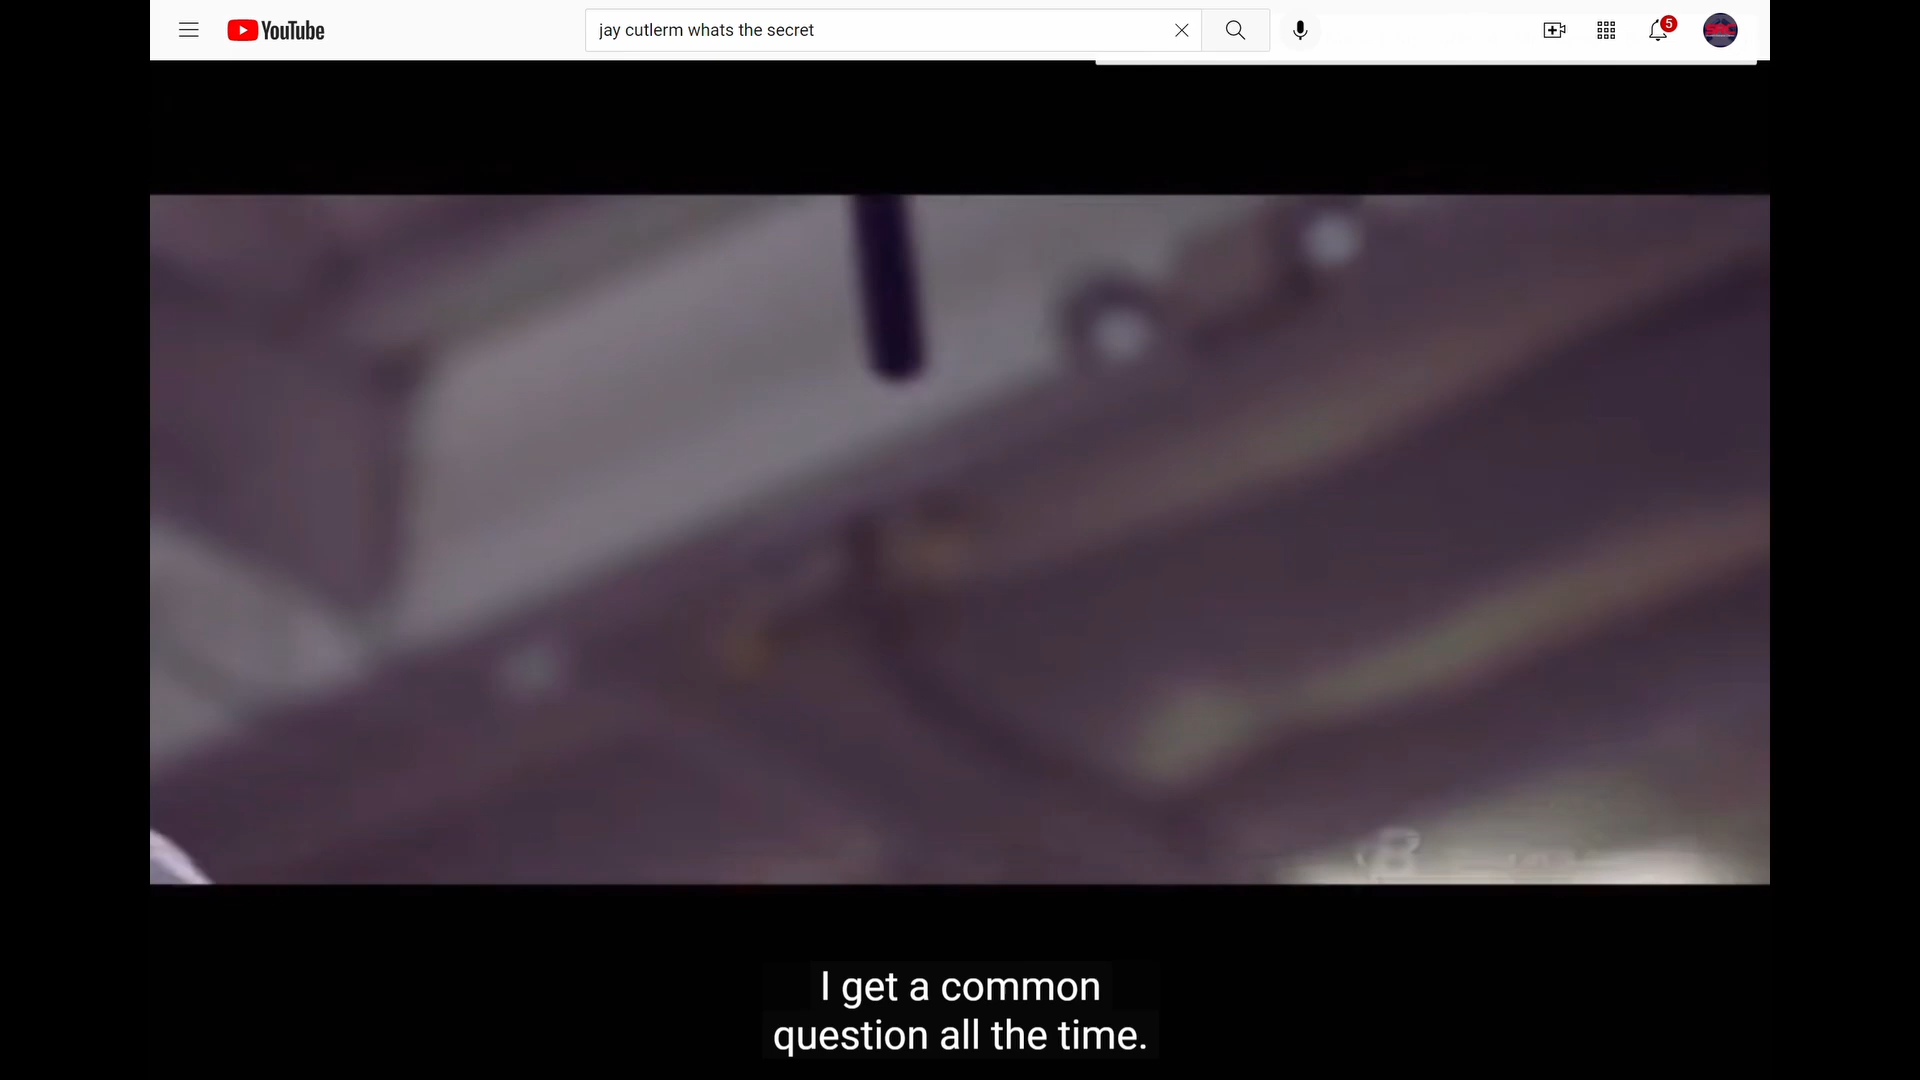 YouTube
jay cutlerm whats the secret
5
I get a common
question all the time.